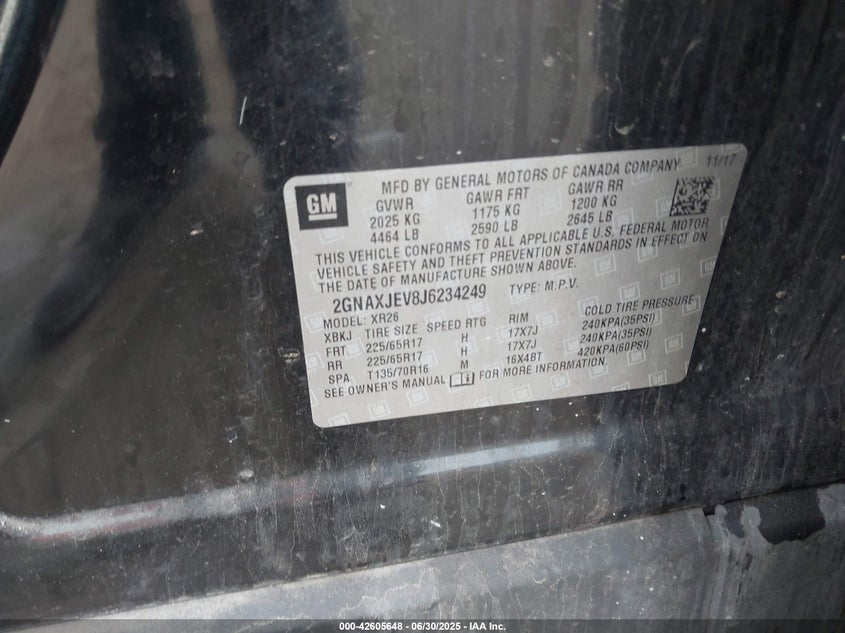 GM
MFD BY GENERAL MOTORS OF CANADA COMPANY 11/17
GVWR GAWR FRT GAWR RR
2025 KG 1175 KG 1200 KG
4464 LB 2590 LB 2645 LB
THIS VEHICLE CONFORMS TO ALL APPLICABLE U.S. FEDERAL MOTOR
VEHICLE SAFETY AND THEFT PREVENTION STANDARDS IN EFFECT ON
THE DATE OF MANUFACTURE SHOWN ABOVE.
2GNAXJEV8J6234249 TYPE: M.P.V.
MODEL: XR26
XBKJ TIRE SIZE SPEED RTG RIM COLD TIRE PRESSURE
FRT 225/65R17 H 17X7J 240KPA(35PSI)
RR 225/65R17 H 17X7J 240KPA(35PSI)
SPA T135/70R16 M 16X4BT 420KPA(60PSI)
SEE OWNER'S MANUAL FOR MORE INFORMATION.
000-42605648 - 06/30/2025 - IAA Inc.